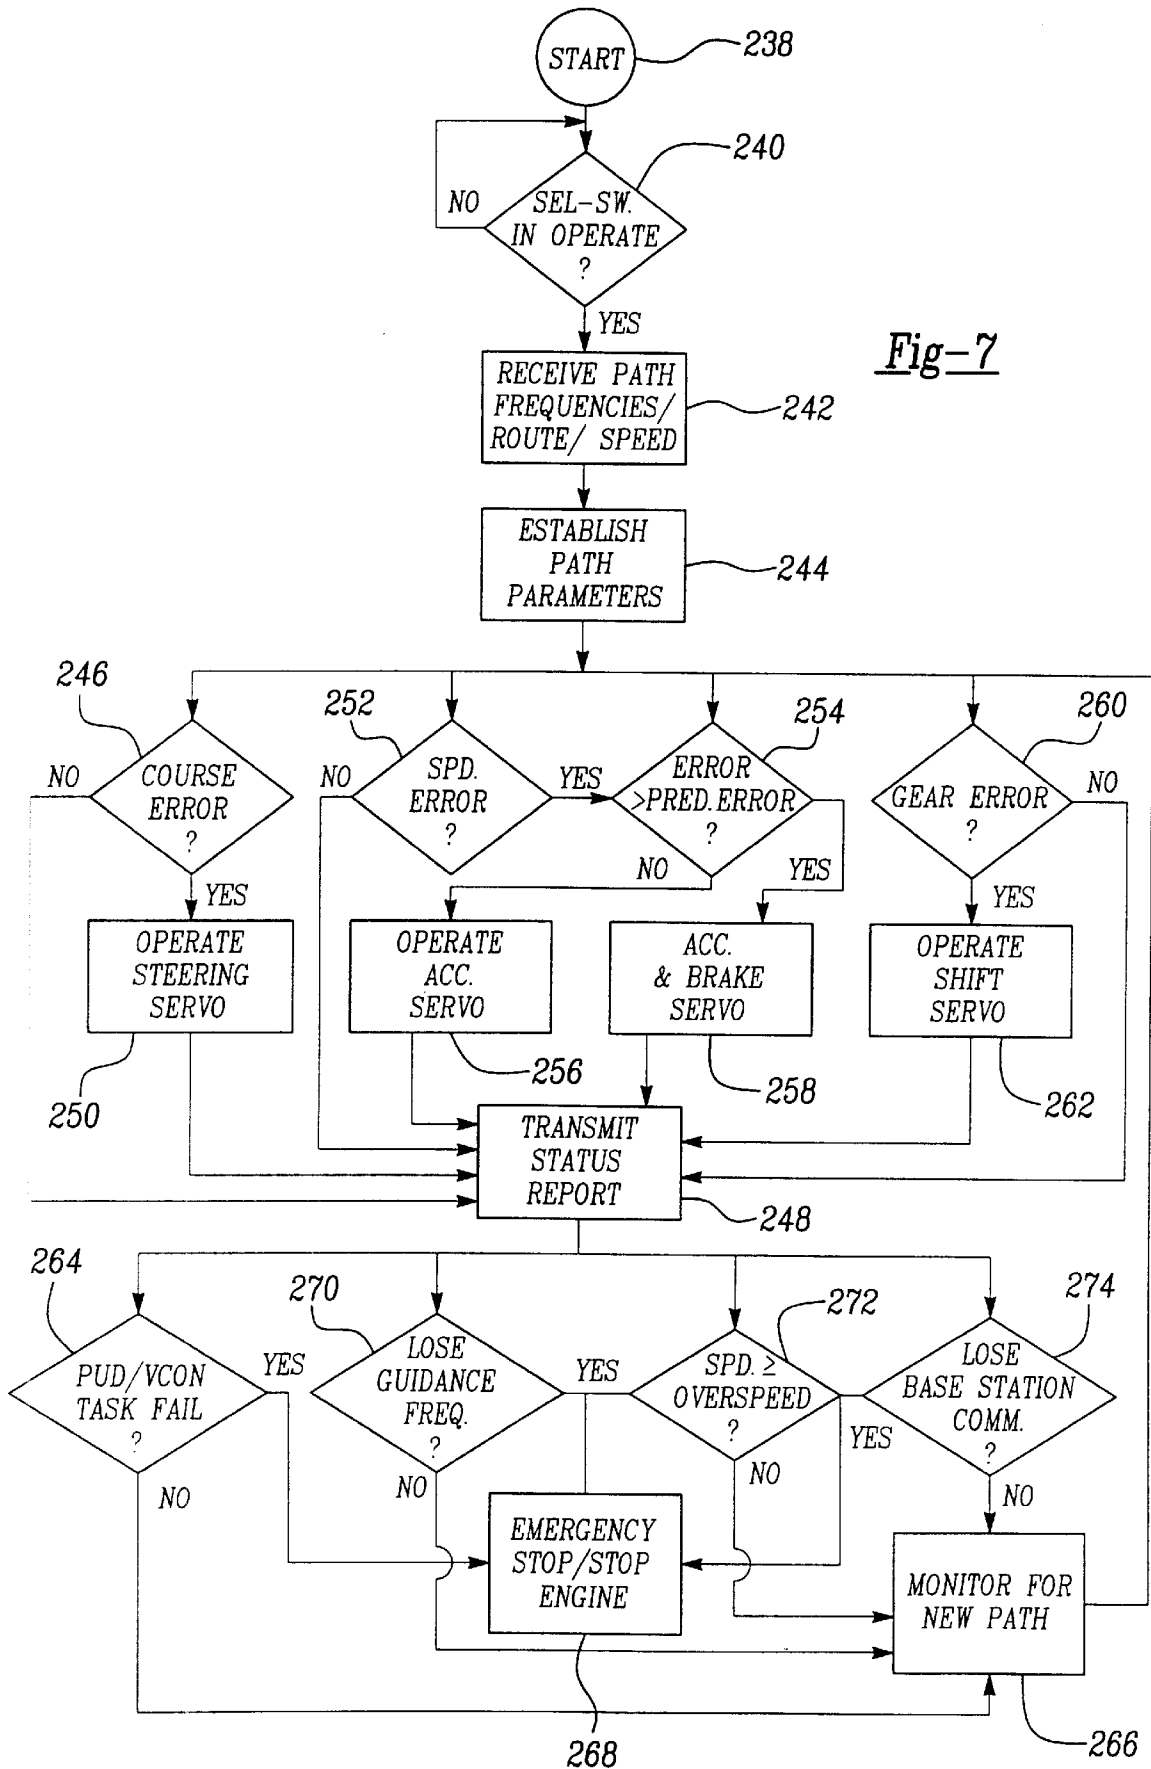 START
238
240
NO
SEL-SW.
IN OPERATE
?
YES
Fig-7
RECEIVE PATH
FREQUENCIES/
ROUTE/ SPEED
242
ESTABLISH
PATH
PARAMETERS
244
246
252
254
260
NO
COURSE
ERROR
?
YES
NO
SPD.
ERROR
?
YES
ERROR
>PRED.ERROR
?
NO
YES
GEAR ERROR
?
NO
YES
OPERATE
STEERING
SERVO
OPERATE
ACC.
SERVO
ACC.
& BRAKE
SERVO
OPERATE
SHIFT
SERVO
250
256
258
262
TRANSMIT
STATUS
REPORT
248
264
270
272
274
PUD/VCON
TASK FAIL
?
YES
NO
LOSE
GUIDANCE
FREQ.
?
YES
NO
SPD. ≥
OVERSPEED
?
YES
NO
LOSE
BASE STATION
COMM.
?
NO
EMERGENCY
STOP/STOP
ENGINE
MONITOR FOR
NEW PATH
268
266